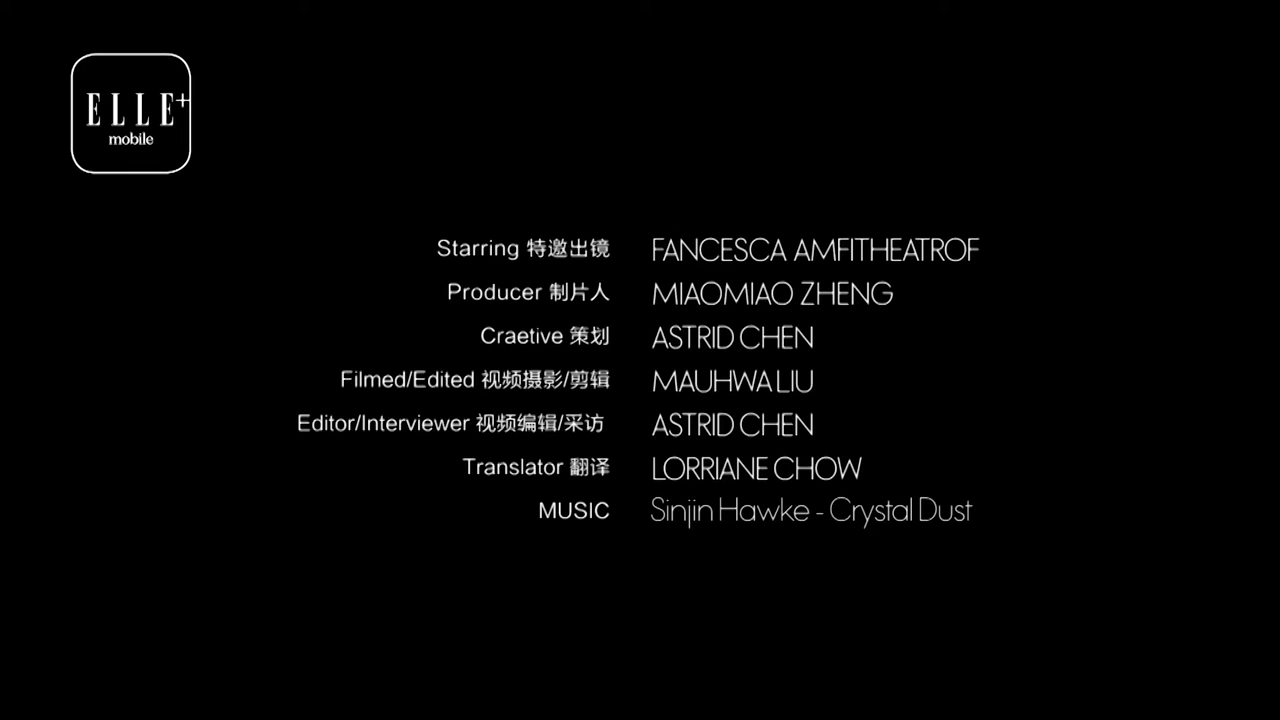 ELLE+
mobile
Starring 特邀出镜 FANCESCA AMFITHEATROF
Producer 制片人 MIAOMIAO ZHENG
Craetive 策划 ASTRID CHEN
Filmed/Edited 视频摄影/剪辑 MAUHWA LIU
Editor/Interviewer 视频编辑/采访 ASTRID CHEN
Translator 翻译 LORRIANE CHOW
MUSIC Sinjin Hawke - Crystal Dust